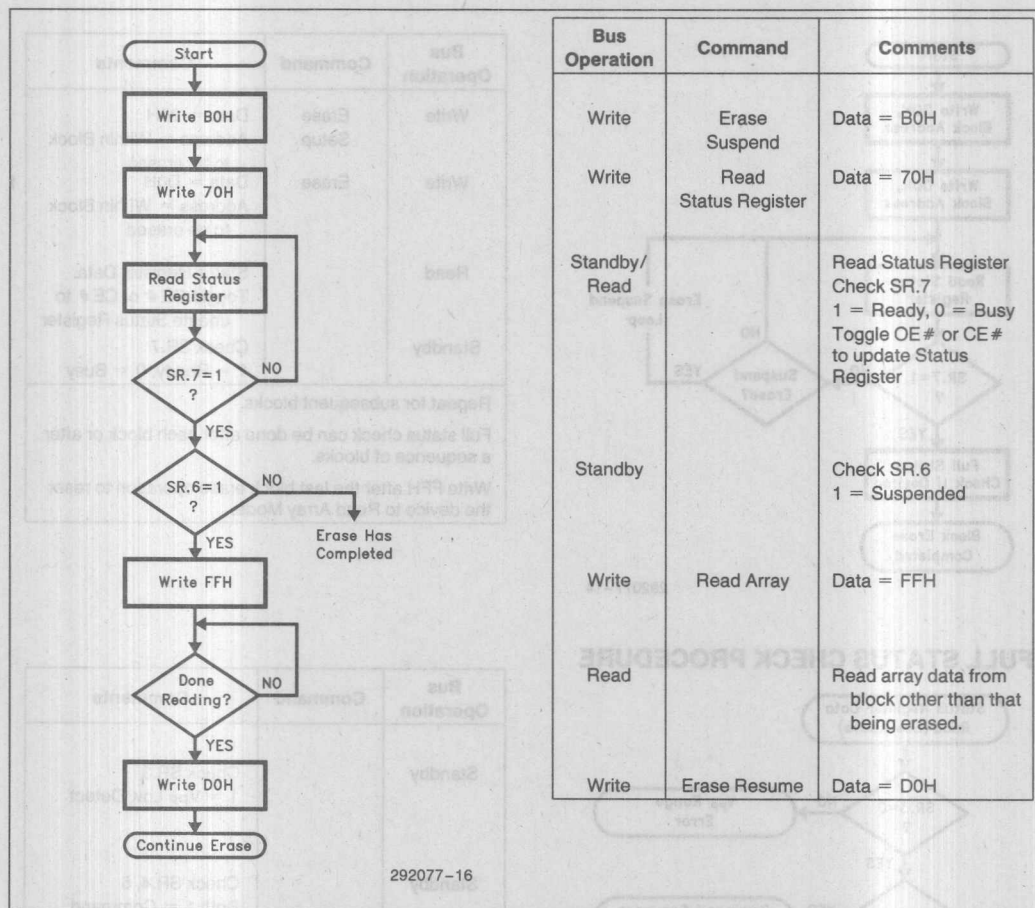 Start
Write B0H
Write 70H
Read Status
Register
SR.7=1
?
NO
YES
SR.6=1
?
NO
Erase Has
Completed
YES
Write FFH
Done
Reading?
NO
YES
Write D0H
Continue Erase
292077-16
Bus
Operation
Command
Comments
Write
Erase
Suspend
Data = B0H
Write
Read
Status Register
Data = 70H
Standby/
Read
Read Status Register
Check SR.7
1 = Ready, 0 = Busy
Toggle OE# or CE#
to update Status
Register
Standby
Check SR.6
1 = Suspended
Write
Read Array
Data = FFH
Read
Read array data from
block other than that
being erased.
Write
Erase Resume
Data = D0H